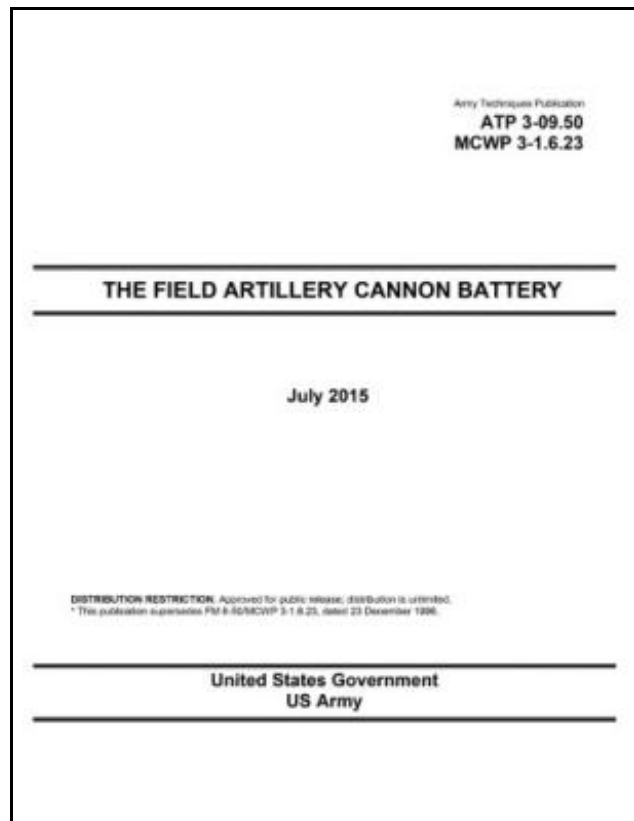 Army Techniques Publication
ATP 3-09.50
MCWP 3-1.6.23
THE FIELD ARTILLERY CANNON BATTERY
July 2015
DISTRIBUTION RESTRICTION. Approved for public release; distribution is unlimited.
* This publication supersedes FM 6-50/MCWP 3-1.6.23, dated 23 December 1996.
United States Government
US Army